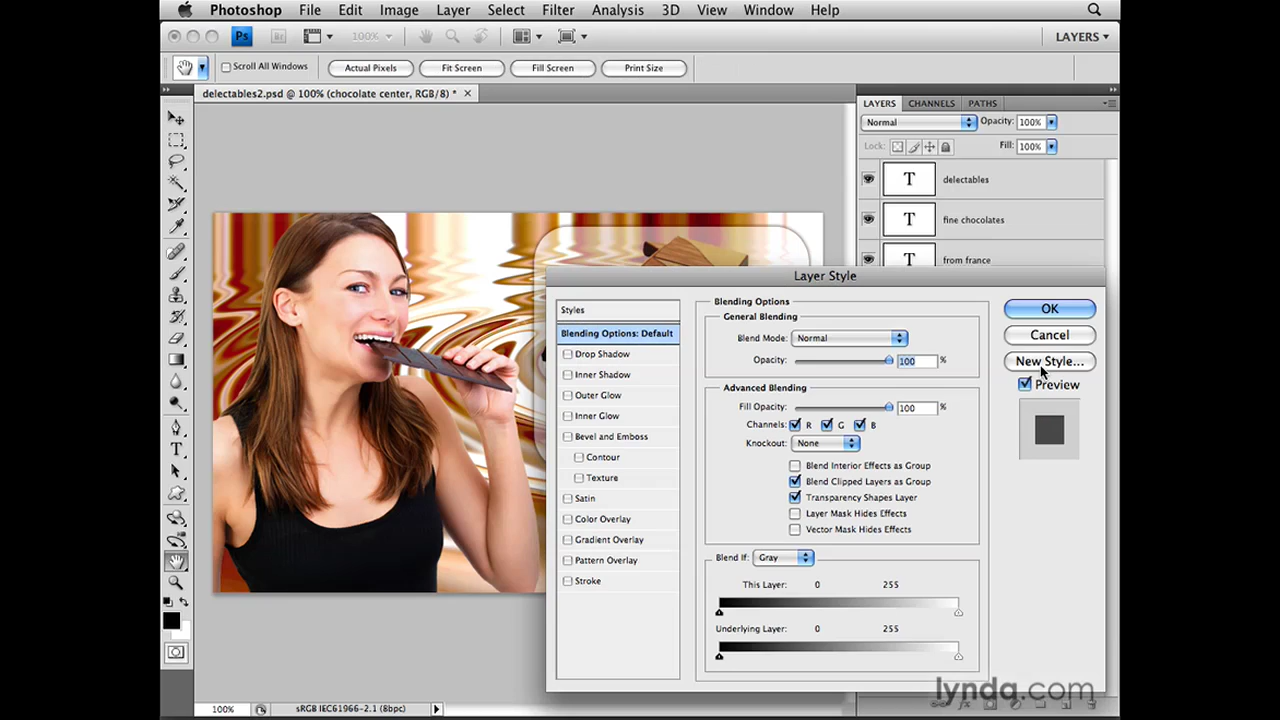 Photoshop File Edit Image Layer Select Filter Analysis 3D View Window Help
Ps Br 100% LAYERS
Scroll All Windows Actual Pixels Fit Screen Fill Screen Print Size
delectables2.psd @ 100% (chocolate center, RGB/8) *
LAYERS CHANNELS PATHS
Normal Opacity: 100%
Lock: Fill: 100%
T delectables
T fine chocolates
T from france
Layer Style
Styles
Blending Options: Default
Drop Shadow
Inner Shadow
Outer Glow
Inner Glow
Bevel and Emboss
Contour
Texture
Satin
Color Overlay
Gradient Overlay
Pattern Overlay
Stroke
Blending Options
General Blending
Blend Mode: Normal
Opacity: 100 %
Advanced Blending
Fill Opacity: 100 %
Channels: R G B
Knockout: None
Blend Interior Effects as Group
Blend Clipped Layers as Group
Transparency Shapes Layer
Layer Mask Hides Effects
Vector Mask Hides Effects
Blend If: Gray
This Layer: 0 255
Underlying Layer: 0 255
OK
Cancel
New Style...
Preview
100% sRGB IEC61966-2.1 (8bpc)
lynda.com